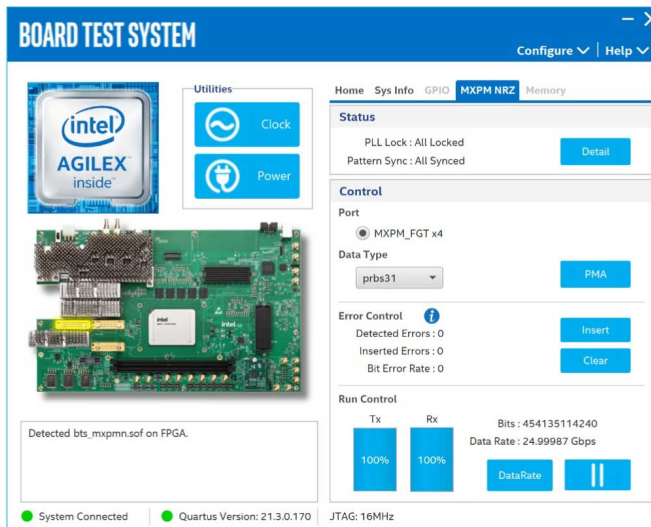 BOARD TEST SYSTEM
Configure
Help
Utilities
Clock
Power
intel
AGILEX
inside
Home Sys Info GPIO MXPM NRZ Memory
Status
PLL Lock : All Locked
Pattern Sync : All Synced
Detail
Control
Port
MXPM_FGT x4
Data Type
prbs31
PMA
Error Control
Detected Errors : 0
Inserted Errors : 0
Bit Error Rate : 0
Insert
Clear
Run Control
Tx Rx
100% 100%
Bits : 454135114240
Data Rate : 24.99987 Gbps
DataRate
intel
intel
Detected bts_mxpmn.sof on FPGA.
System Connected
Quartus Version: 21.3.0.170
JTAG: 16MHz